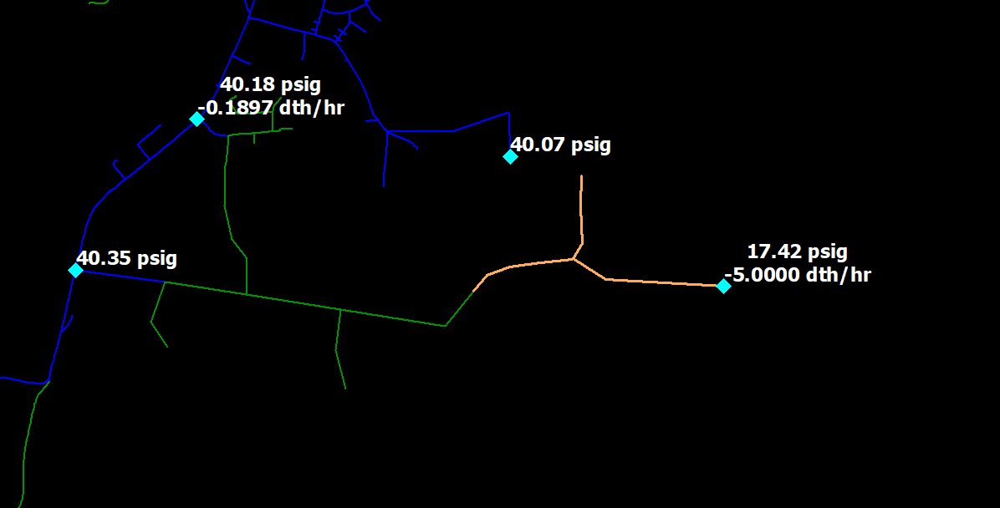 40.18 psig
-0.1897 dth/hr
40.07 psig
40.35 psig
17.42 psig
-5.0000 dth/hr